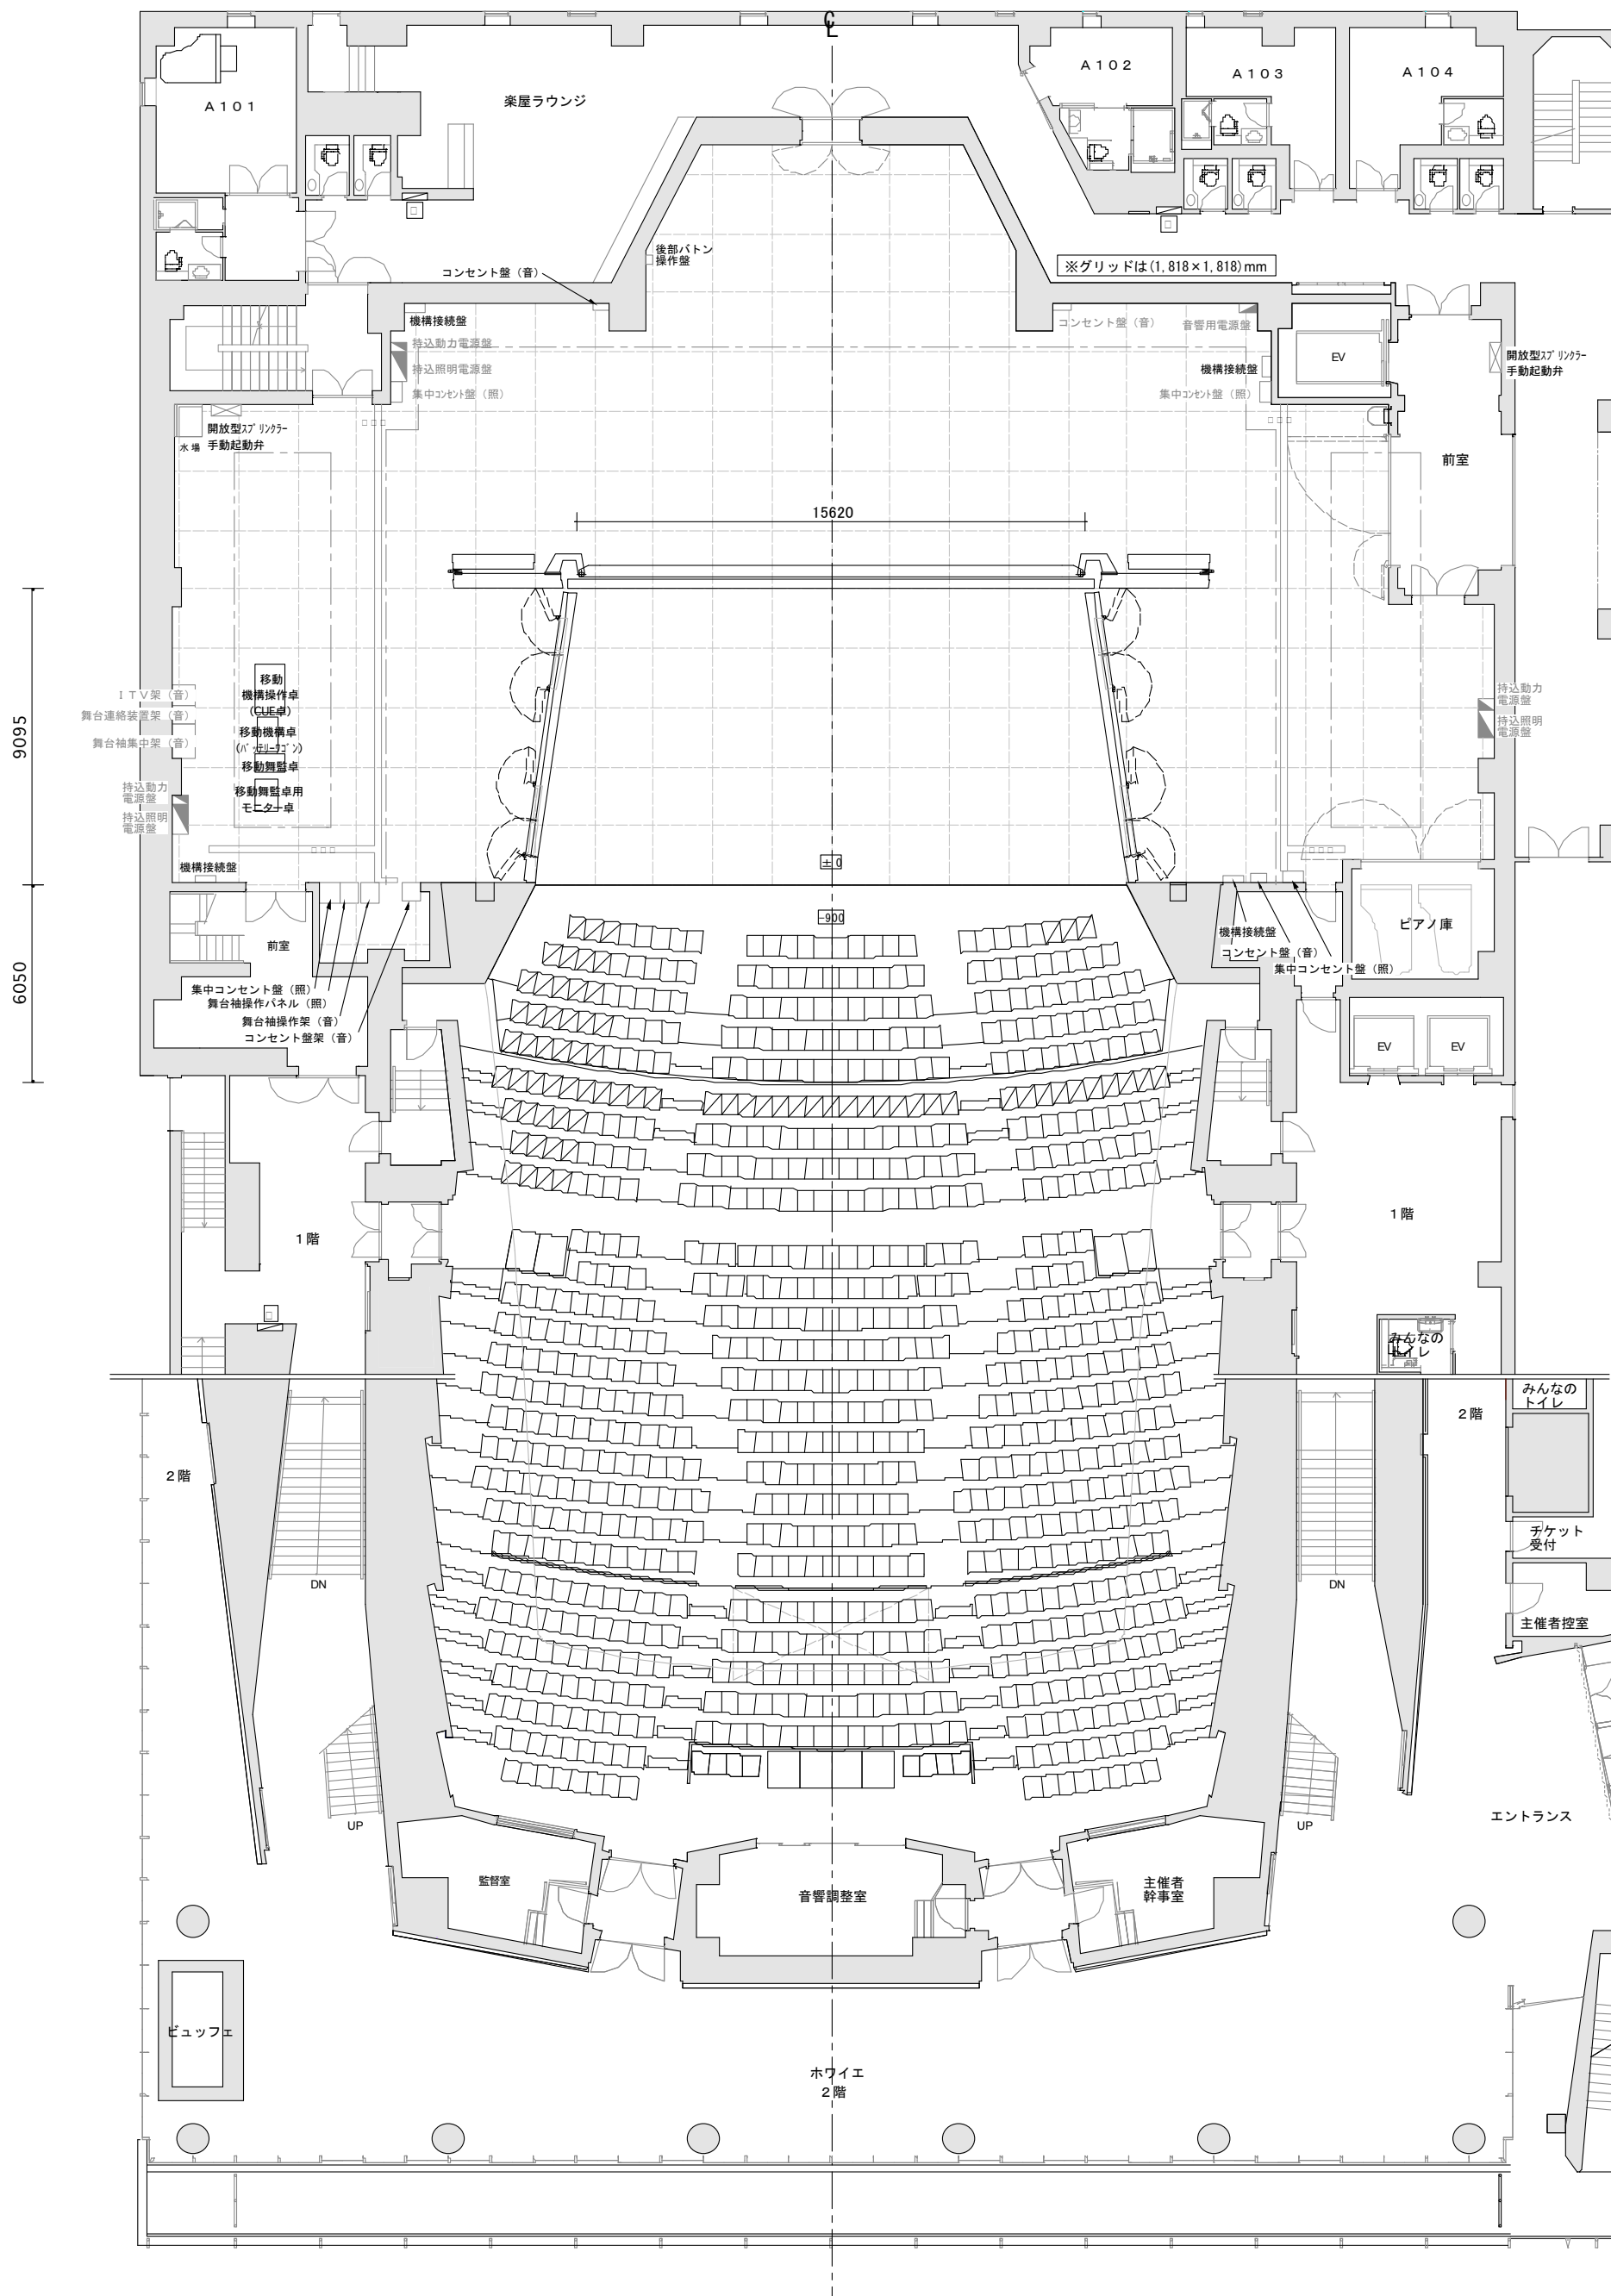 ℄
A101
楽屋ラウンジ
A102
A103
A104
後部バトン
操作盤
コンセント盤（音）
※グリッドは(1,818×1,818)mm
機構接続盤
持込動力電源盤
持込照明電源盤
集中コンセント盤（照）
コンセント盤（音）
音響用電源盤
機構接続盤
集中コンセント盤（照）
EV
開放型スプリンクラー
手動起動弁
水場
開放型スプリンクラー
手動起動弁
前室
15620
9095
6050
移動
機構操作卓
(CUE卓)
移動機構卓
(バッテリーワゴン)
移動舞監卓
移動舞監卓用
モニター卓
ITV架（音）
舞台連絡装置架（音）
舞台袖集中架（音）
持込動力
電源盤
持込照明
電源盤
持込動力
電源盤
持込照明
電源盤
機構接続盤
±0
-900
前室
集中コンセント盤（照）
舞台袖操作パネル（照）
舞台袖操作架（音）
コンセント盤架（音）
機構接続盤
コンセント盤（音）
集中コンセント盤（照）
ピアノ庫
EV
EV
1階
1階
みんなの
トイレ
みんなの
トイレ
2階
2階
チケット
受付
DN
DN
主催者控室
エントランス
UP
UP
監督室
音響調整室
主催者
幹事室
ビュッフェ
ホワイエ
2階